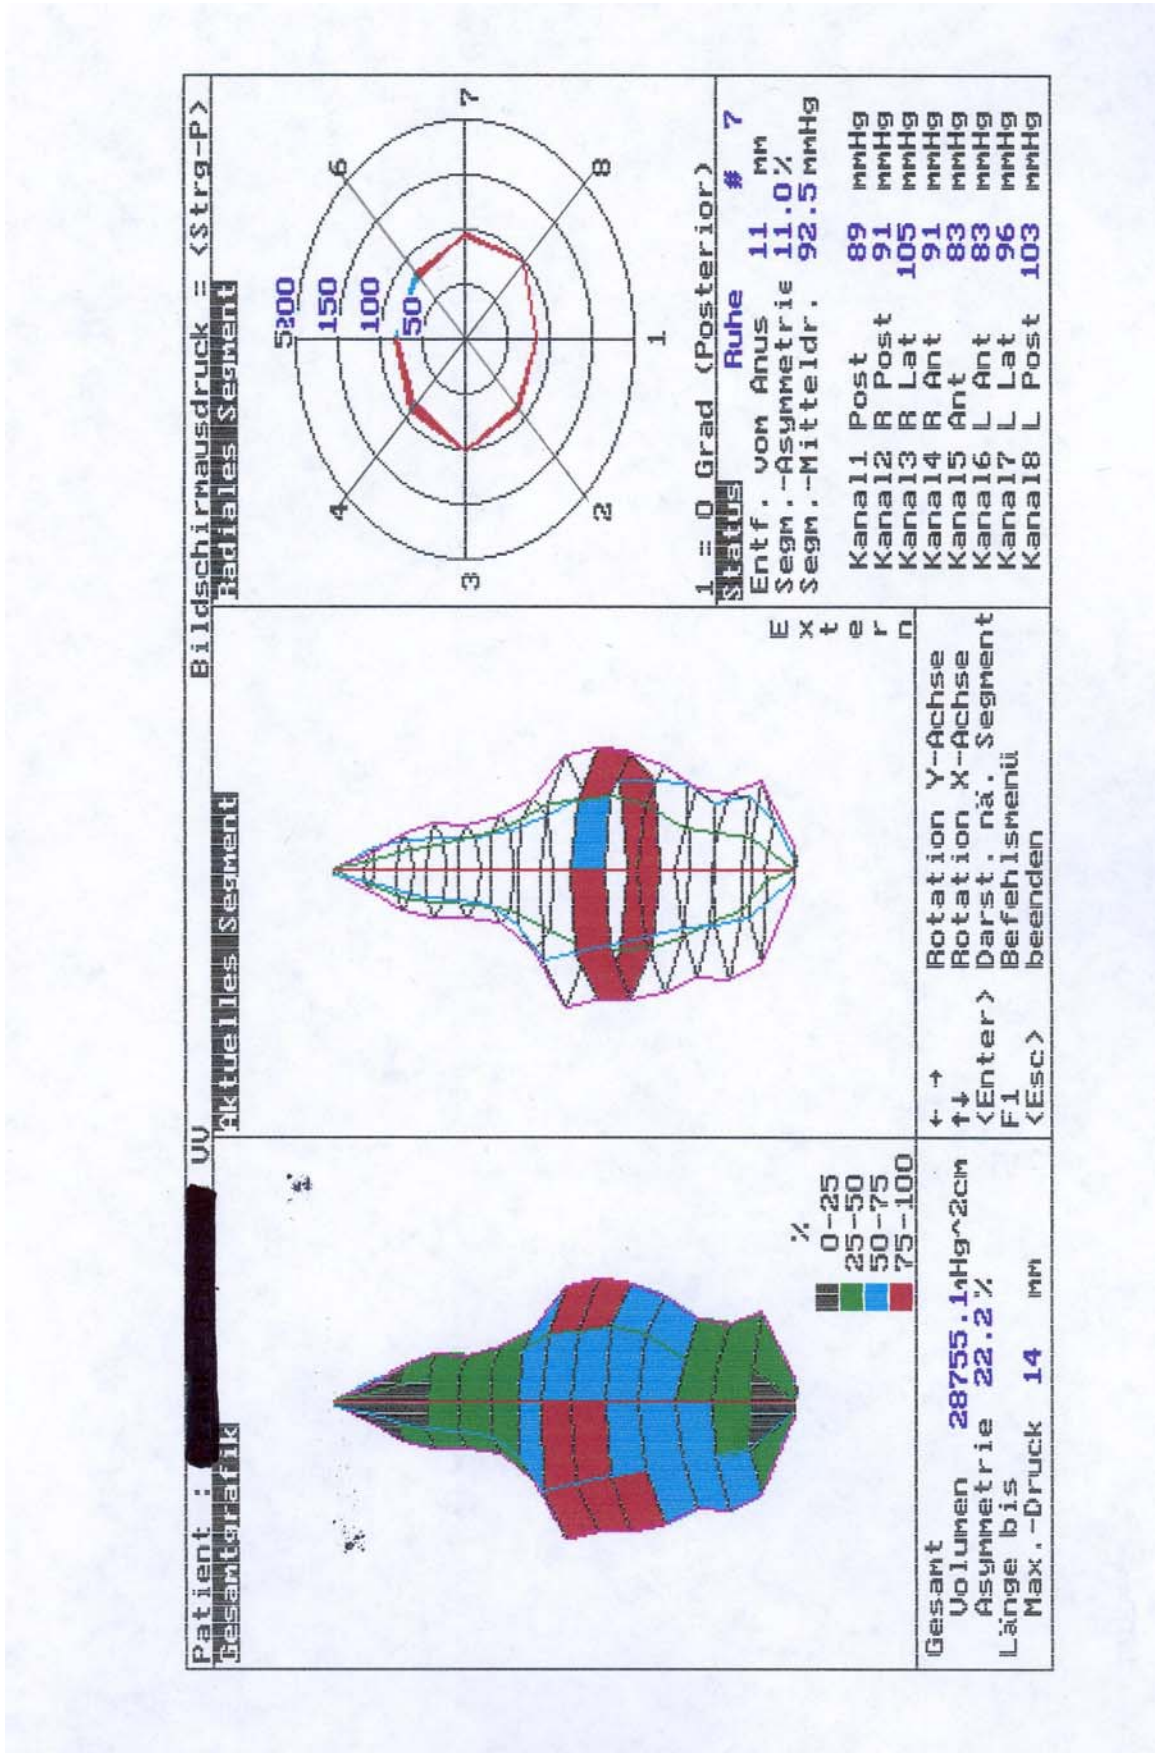 Patient : VV Bildschirmausdruck = <Strg-P>
Gesamtgrafik
%
0-25
25-50
50-75
75-100
Gesamt
Volumen 28755.1mHg^2cm
Asymmetrie 22.2 %
Länge bis
Max.-Druck 14 mm
Aktuelles Segment
E
x
t
e
r
n
←→ Rotation Y-Achse
↑↓ Rotation X-Achse
<Enter> Darst. nä. Segment
F1 Befehlsmenü
<Esc> beenden
Radiales Segment
5 200
150
100
50
4
6
3
7
2
8
1
1 = 0 Grad (Posterior)
Status Ruhe # 7
Entf. vom Anus 11 mm
Segm.-Asymmetrie 11.0 %
Segm.-Mitteldr. 92.5 mmHg
Kanal1 Post 89 mmHg
Kanal2 R Post 91 mmHg
Kanal3 R Lat 105 mmHg
Kanal4 R Ant 91 mmHg
Kanal5 Ant 83 mmHg
Kanal6 L Ant 83 mmHg
Kanal7 L Lat 96 mmHg
Kanal8 L Post 103 mmHg